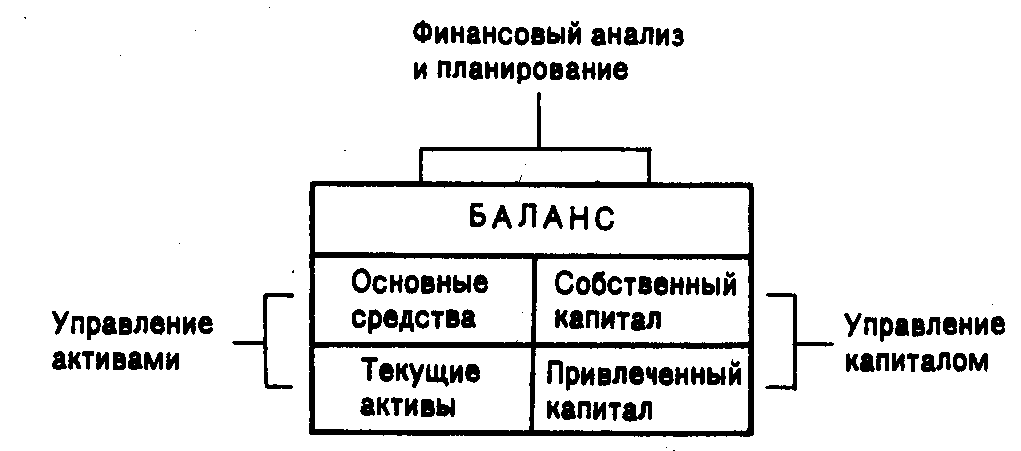 Финансовый анализ
и планирование
БАЛАНС
Основные
средства
Собственный
капитал
Управление
активами
Управление
капиталом
Текущие
активы
Привлеченный
капитал